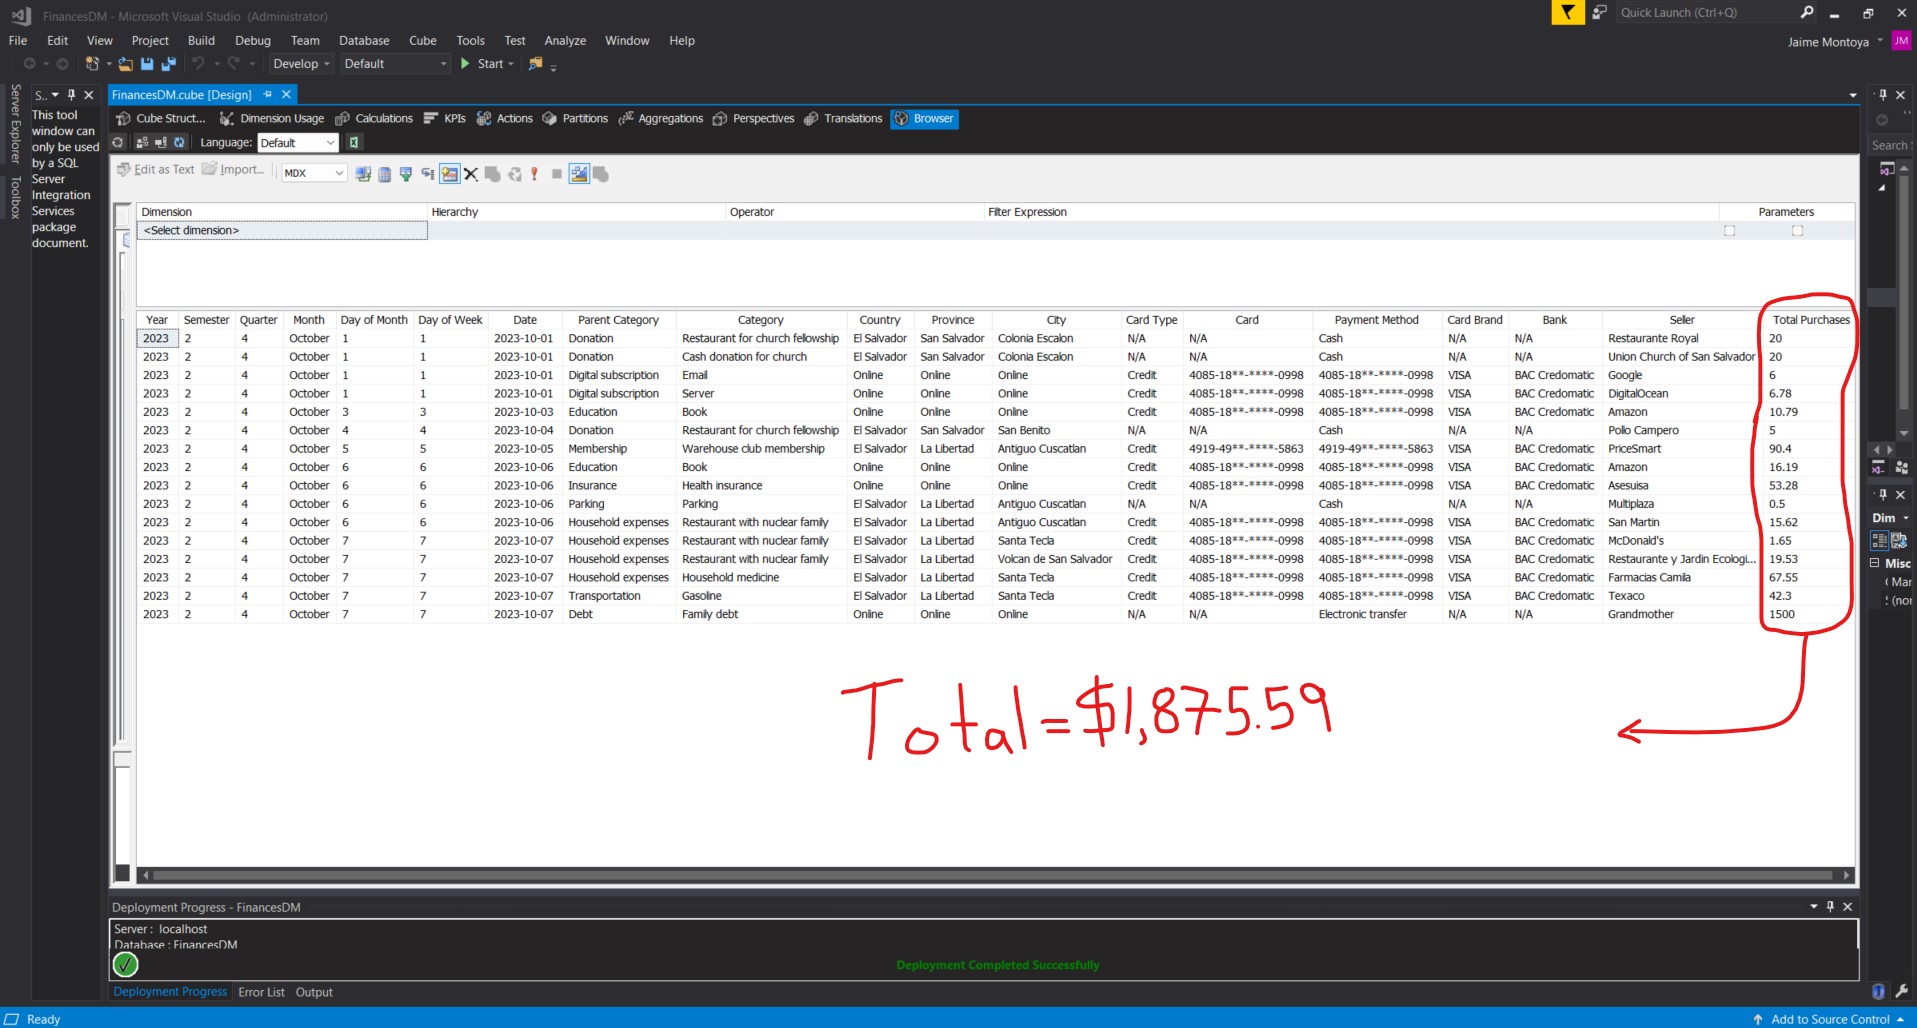 FinancesDM - Microsoft Visual Studio (Administrator)
Quick Launch (Ctrl+Q)
File Edit View Project Build Debug Team Database Cube Tools Test Analyze Window Help
Jaime Montoya JM
Develop Default Start
Server Explorer
Toolbox
S..
This tool
window can
only be used
by a SQL
Server
Integration
Services
package
document.
FinancesDM.cube [Design]
Cube Struct... Dimension Usage Calculations KPIs Actions Partitions Aggregations Perspectives Translations Browser
Language: Default
Edit as Text Import... MDX
Dimension Hierarchy Operator Filter Expression Parameters
<Select dimension>
Year Semester Quarter Month Day of Month Day of Week Date Parent Category Category Country Province City Card Type Card Payment Method Card Brand Bank Seller Total Purchases
2023 2 4 October 1 1 2023-10-01 Donation Restaurant for church fellowship El Salvador San Salvador Colonia Escalon N/A N/A Cash N/A N/A Restaurante Royal 20
2023 2 4 October 1 1 2023-10-01 Donation Cash donation for church El Salvador San Salvador Colonia Escalon N/A N/A Cash N/A N/A Union Church of San Salvador 20
2023 2 4 October 1 1 2023-10-01 Digital subscription Email Online Online Online Credit 4085-18**-****-0998 4085-18**-****-0998 VISA BAC Credomatic Google 6
2023 2 4 October 1 1 2023-10-01 Digital subscription Server Online Online Online Credit 4085-18**-****-0998 4085-18**-****-0998 VISA BAC Credomatic DigitalOcean 6.78
2023 2 4 October 3 3 2023-10-03 Education Book Online Online Online Credit 4085-18**-****-0998 4085-18**-****-0998 VISA BAC Credomatic Amazon 10.79
2023 2 4 October 4 4 2023-10-04 Donation Restaurant for church fellowship El Salvador San Salvador San Benito N/A N/A Cash N/A N/A Pollo Campero 5
2023 2 4 October 5 5 2023-10-05 Membership Warehouse club membership El Salvador La Libertad Antiguo Cuscatlan Credit 4919-49**-****-5863 4919-49**-****-5863 VISA BAC Credomatic PriceSmart 90.4
2023 2 4 October 6 6 2023-10-06 Education Book Online Online Online Credit 4085-18**-****-0998 4085-18**-****-0998 VISA BAC Credomatic Amazon 16.19
2023 2 4 October 6 6 2023-10-06 Insurance Health insurance Online Online Online Credit 4085-18**-****-0998 4085-18**-****-0998 VISA BAC Credomatic Asesuisa 53.28
2023 2 4 October 6 6 2023-10-06 Parking Parking El Salvador La Libertad Antiguo Cuscatlan N/A N/A Cash N/A N/A Multiplaza 0.5
2023 2 4 October 6 6 2023-10-06 Household expenses Restaurant with nuclear family El Salvador La Libertad Antiguo Cuscatlan Credit 4085-18**-****-0998 4085-18**-****-0998 VISA BAC Credomatic San Martin 15.62
2023 2 4 October 7 7 2023-10-07 Household expenses Restaurant with nuclear family El Salvador La Libertad Santa Tecla Credit 4085-18**-****-0998 4085-18**-****-0998 VISA BAC Credomatic McDonald's 1.65
2023 2 4 October 7 7 2023-10-07 Household expenses Restaurant with nuclear family El Salvador La Libertad Volcan de San Salvador Credit 4085-18**-****-0998 4085-18**-****-0998 VISA BAC Credomatic Restaurante y Jardin Ecologi... 19.53
2023 2 4 October 7 7 2023-10-07 Household expenses Household medicine El Salvador La Libertad Santa Tecla Credit 4085-18**-****-0998 4085-18**-****-0998 VISA BAC Credomatic Farmacias Camila 67.55
2023 2 4 October 7 7 2023-10-07 Transportation Gasoline El Salvador La Libertad Santa Tecla Credit 4085-18**-****-0998 4085-18**-****-0998 VISA BAC Credomatic Texaco 42.3
2023 2 4 October 7 7 2023-10-07 Debt Family debt Online Online Online N/A N/A Electronic transfer N/A N/A Grandmother 1500
Total=$1,875.59
Search
Dim
Misc
Deployment Progress - FinancesDM
Server : localhost
Database : FinancesDM
Deployment Completed Successfully
Deployment Progress Error List Output
Ready
Add to Source Control